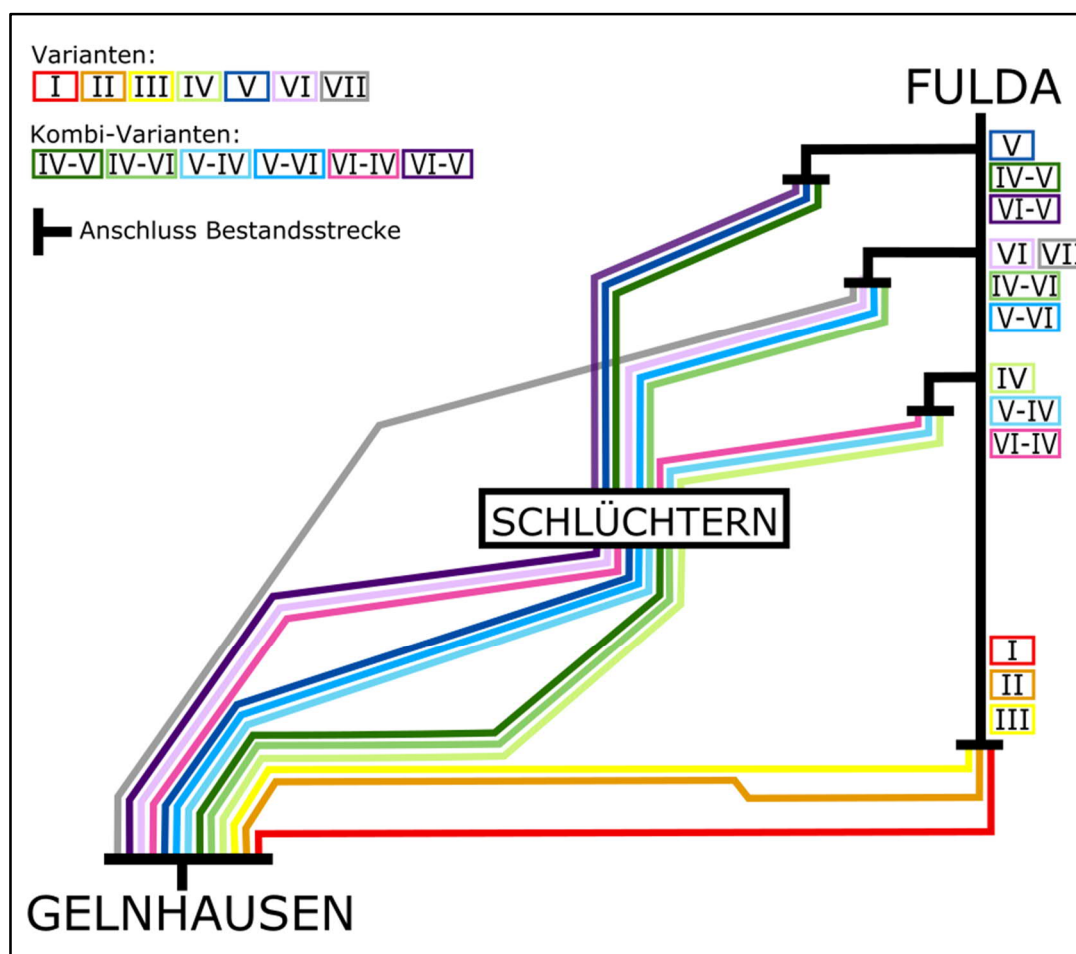 Varianten:
I II III IV V VI VII
Kombi-Varianten:
IV-V IV-VI V-IV V-VI VI-IV VI-V
Anschluss Bestandsstrecke
FULDA
V
IV-V
VI-V
VI VII
IV-VI
V-VI
IV
V-IV
VI-IV
SCHLÜCHTERN
I
II
III
GELNHAUSEN